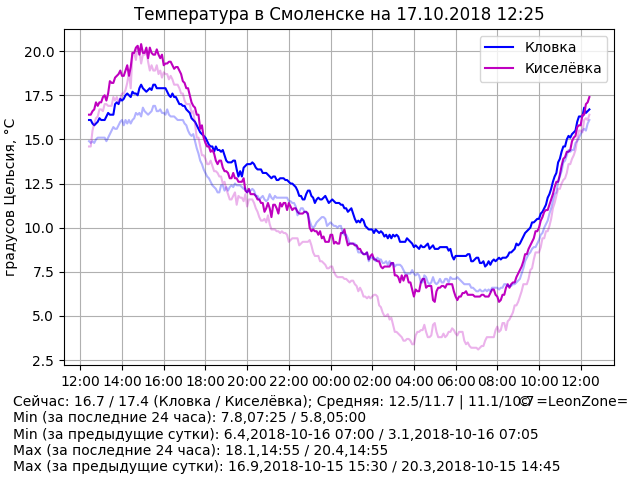 Температура в Смоленске на 17.10.2018 12:25
градусов Цельсия, °C
20.0
17.5
15.0
12.5
10.0
7.5
5.0
2.5
Кловка
Киселёвка
12:00 14:00 16:00 18:00 20:00 22:00 00:00 02:00 04:00 06:00 08:00 10:00 12:00
Сейчас: 16.7 / 17.4 (Кловка / Киселёвка); Средняя: 12.5/11.7 | 11.1/10.7 © =LeonZone=
Min (за последние 24 часа): 7.8,07:25 / 5.8,05:00
Min (за предыдущие сутки): 6.4,2018-10-16 07:00 / 3.1,2018-10-16 07:05
Max (за последние 24 часа): 18.1,14:55 / 20.4,14:55
Max (за предыдущие сутки): 16.9,2018-10-15 15:30 / 20.3,2018-10-15 14:45